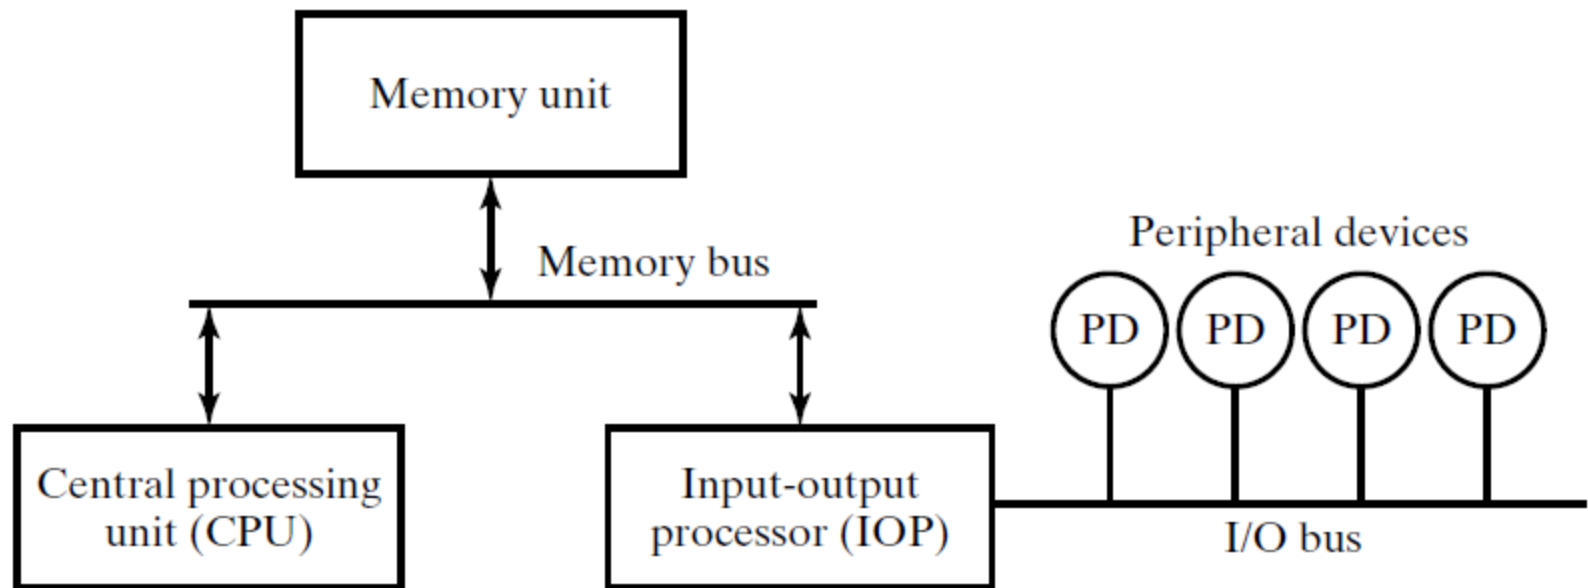 Memory unit
Memory bus
Peripheral devices
PD PD PD PD
Central processing
unit (CPU)
Input-output
processor (IOP)
I/O bus